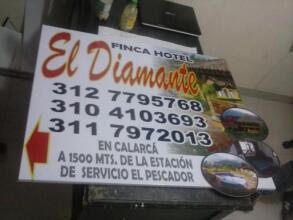 FINCA HOTEL
El Diamante
312 7795768
310 4103693
311 7972013
EN CALARCÁ
A 1500 MTS. DE LA ESTACIÓN
DE SERVICIO EL PESCADOR